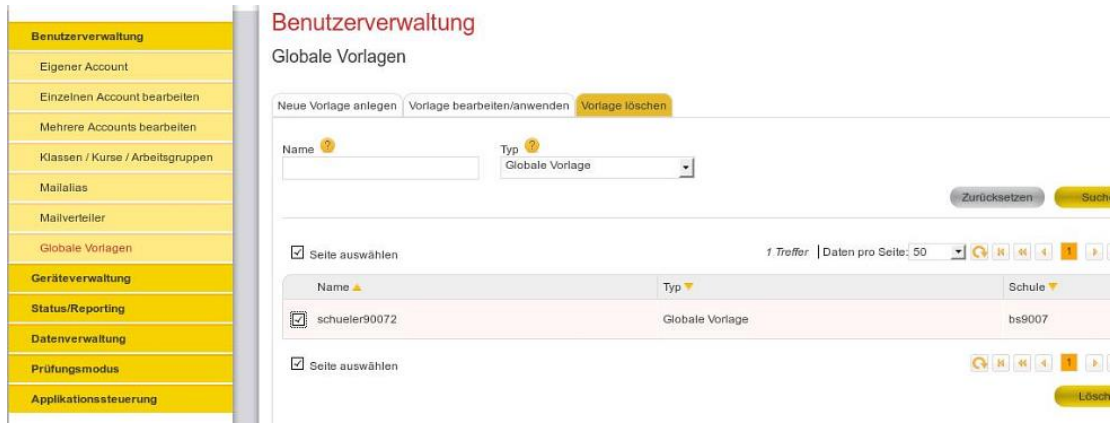 Benutzerverwaltung
Eigener Account
Einzelnen Account bearbeiten
Mehrere Accounts bearbeiten
Klassen / Kurse / Arbeitsgruppen
Mailalias
Mailverteiler
Globale Vorlagen
Geräteverwaltung
Status/Reporting
Datenverwaltung
Prüfungsmodus
Applikationssteuerung
Benutzerverwaltung
Globale Vorlagen
Neue Vorlage anlegen Vorlage bearbeiten/anwenden Vorlage löschen
Name ? Typ ?
Globale Vorlage
Zurücksetzen Such
Seite auswählen 1 Treffer Daten pro Seite: 50 1
Name Typ Schule
schueler90072 Globale Vorlage bs9007
Seite auswählen 1
Lösch